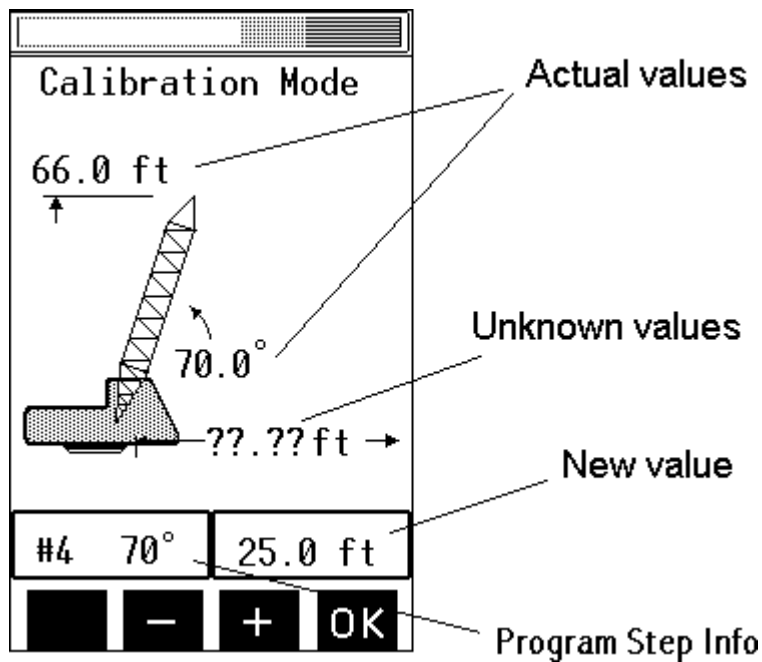 Calibration Mode
Actual values
66.0 ft
70.0°
Unknown values
??.?? ft
New value
#4 70° 25.0 ft
- + OK
Program Step Info